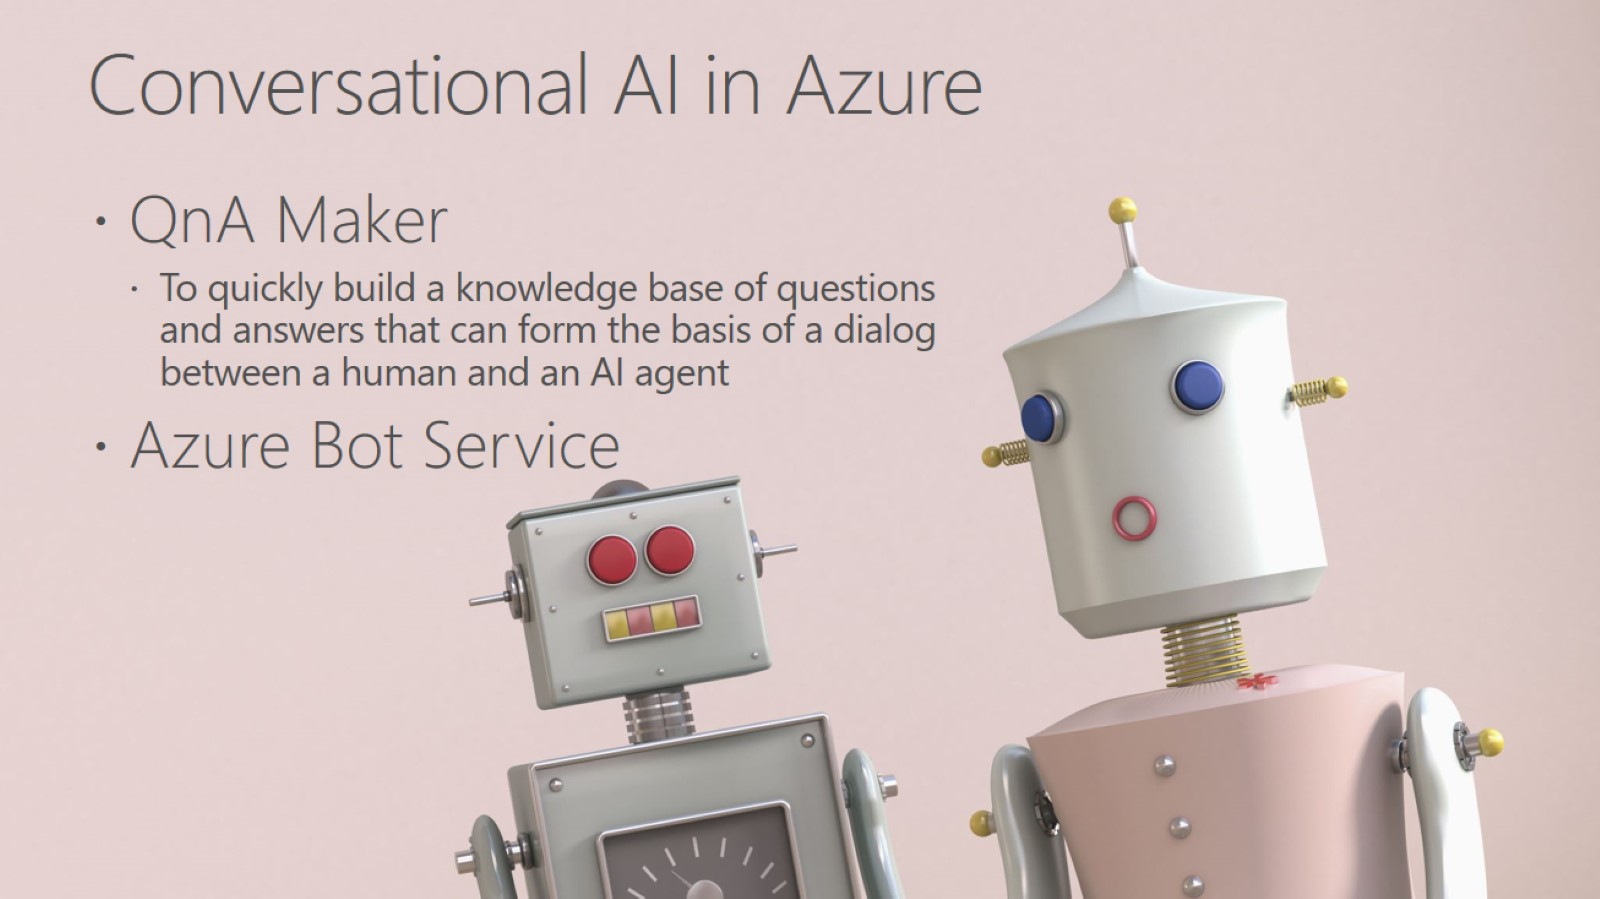 Conversational AI in Azure
• QnA Maker
• To quickly build a knowledge base of questions
and answers that can form the basis of a dialog
between a human and an AI agent
• Azure Bot Service